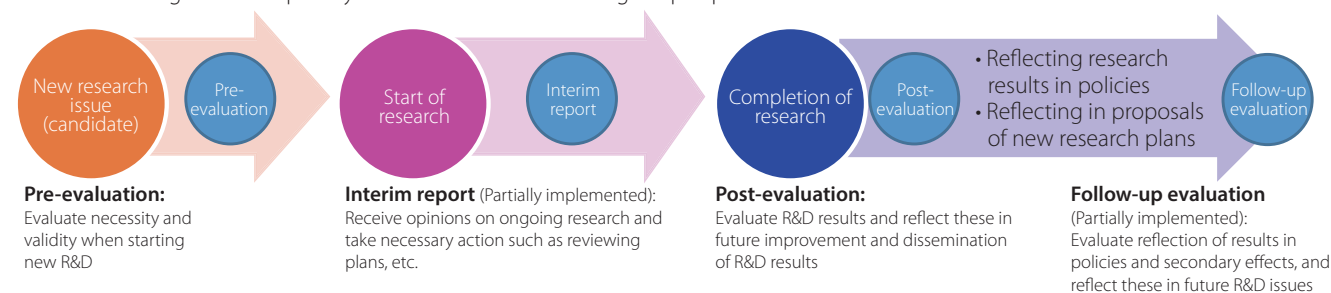 New research
issue
(candidate)
Pre-
evaluation
Start of
research
Interim
report
Completion of
research
Post-
evaluation
• Reflecting research
results in policies
• Reflecting in proposals
of new research plans
Follow-up
evaluation
Pre-evaluation:
Evaluate necessity and
validity when starting
new R&D
Interim report (Partially implemented):
Receive opinions on ongoing research and
take necessary action such as reviewing
plans, etc.
Post-evaluation:
Evaluate R&D results and reflect these in
future improvement and dissemination
of R&D results
Follow-up evaluation
(Partially implemented):
Evaluate reflection of results in
policies and secondary effects, and
reflect these in future R&D issues